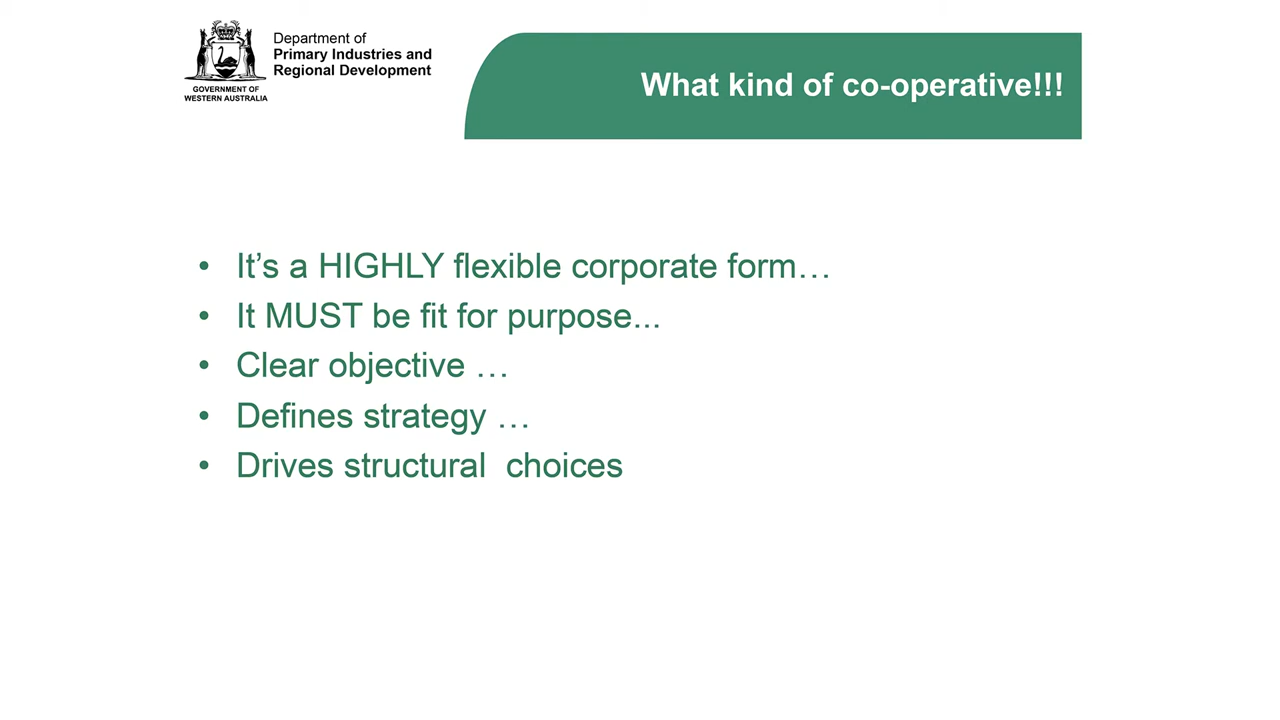 Department of
Primary Industries and
Regional Development
GOVERNMENT OF
WESTERN AUSTRALIA
What kind of co-operative!!!
• It’s a HIGHLY flexible corporate form…
• It MUST be fit for purpose...
• Clear objective …
• Defines strategy …
• Drives structural  choices